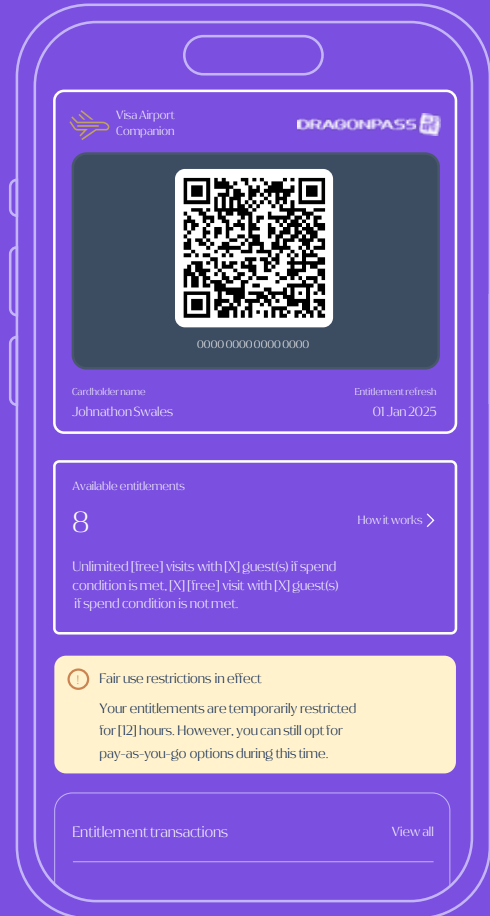 Visa Airport
Companion
DRAGONPASS
0000 0000 0000 0000
Cardholder name
Entitlement refresh
Johnathon Swales
01 Jan 2025
Available entitlements
8
How it works
Unlimited [free] visits with [X] guest(s) if spend
condition is met, [X] [free] visit with [X] guest(s)
if spend condition is not met.
! Fair use restrictions in effect
Your entitlements are temporarily restricted
for [12] hours. However, you can still opt for
pay-as-you-go options during this time.
Entitlement transactions
View all